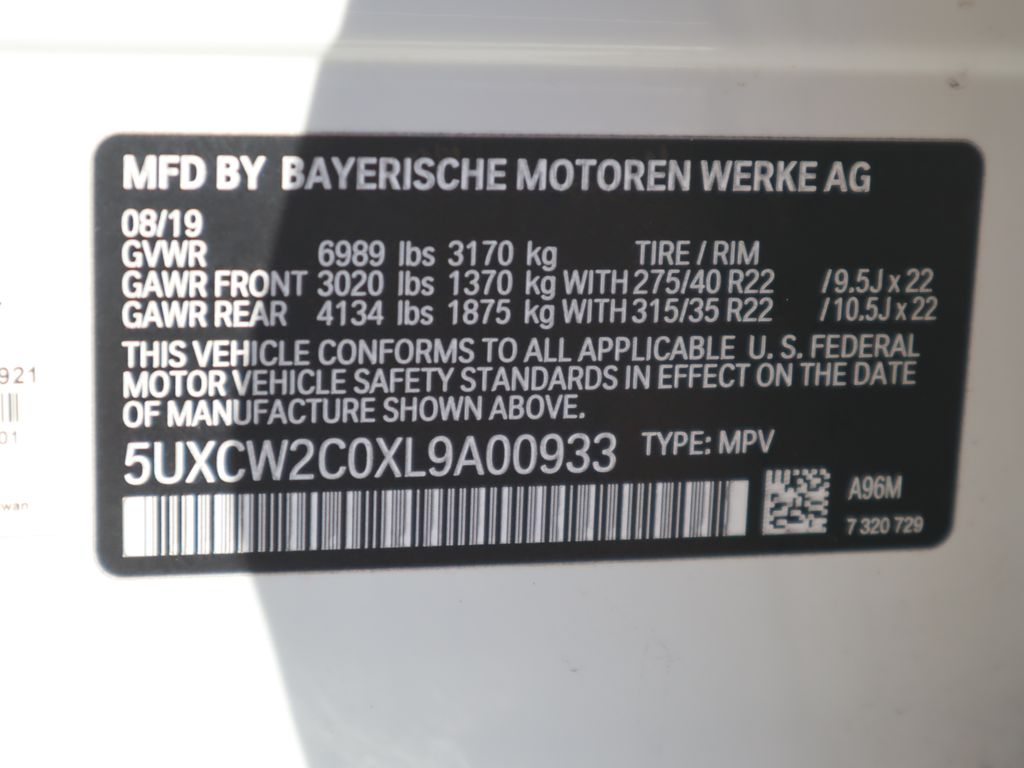 MFD BY BAYERISCHE MOTOREN WERKE AG
08/19
GVWR 6989 lbs 3170 kg TIRE / RIM
GAWR FRONT 3020 lbs 1370 kg WITH 275/40 R22 /9.5J x 22
GAWR REAR 4134 lbs 1875 kg WITH 315/35 R22 /10.5J x 22
THIS VEHICLE CONFORMS TO ALL APPLICABLE U. S. FEDERAL
MOTOR VEHICLE SAFETY STANDARDS IN EFFECT ON THE DATE
OF MANUFACTURE SHOWN ABOVE.
5UXCW2C0XL9A00933 TYPE: MPV
A96M
7 320 729
921
01
wan